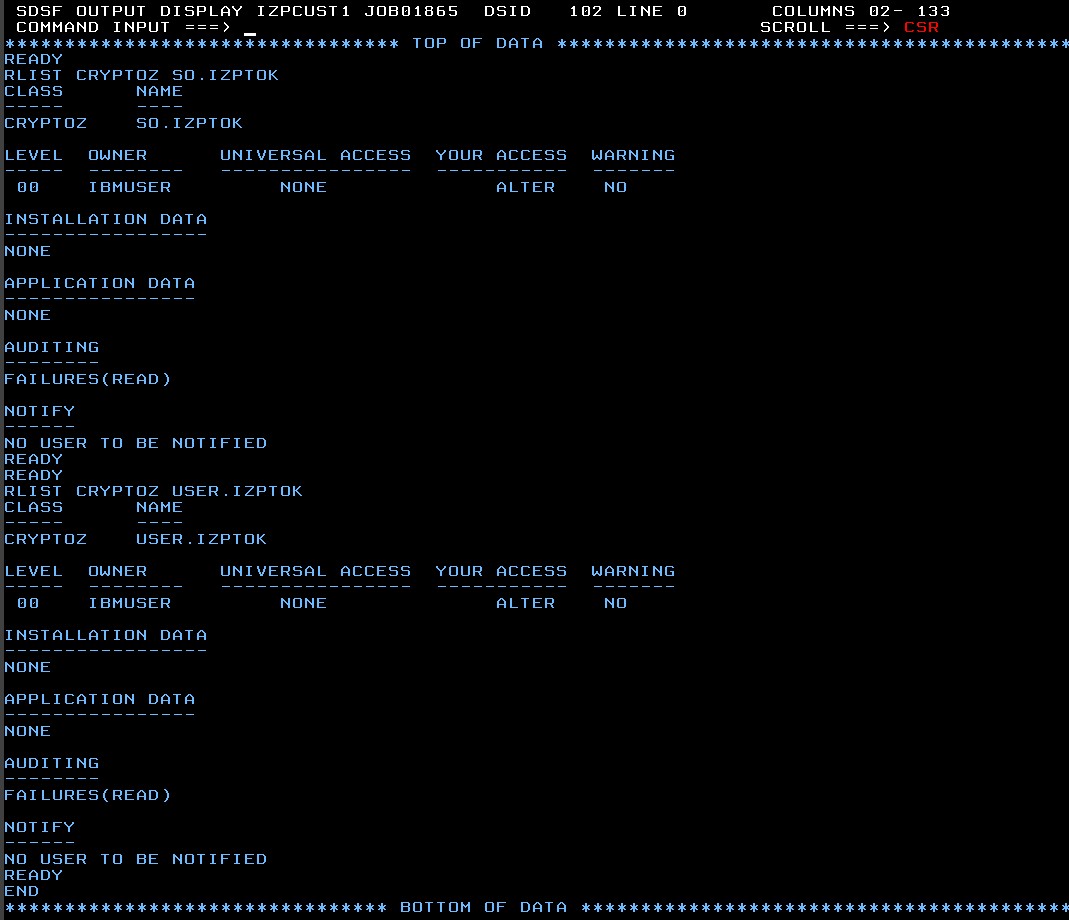 SDSF OUTPUT DISPLAY IZPCUST1 JOB01865  DSID   102 LINE 0       COLUMNS 02- 133
COMMAND INPUT ===> _                                            SCROLL ===> CSR
********************************* TOP OF DATA *******************************************
READY
RLIST CRYPTOZ SO.IZPTOK
CLASS      NAME
-----      ----
CRYPTOZ    SO.IZPTOK
LEVEL  OWNER      UNIVERSAL ACCESS  YOUR ACCESS  WARNING
-----  --------   ----------------  -----------  -------
 00    IBMUSER         NONE              ALTER    NO
INSTALLATION DATA
-----------------
NONE
APPLICATION DATA
----------------
NONE
AUDITING
--------
FAILURES(READ)
NOTIFY
------
NO USER TO BE NOTIFIED
READY
READY
RLIST CRYPTOZ USER.IZPTOK
CLASS      NAME
-----      ----
CRYPTOZ    USER.IZPTOK
LEVEL  OWNER      UNIVERSAL ACCESS  YOUR ACCESS  WARNING
-----  --------   ----------------  -----------  -------
 00    IBMUSER         NONE              ALTER    NO
INSTALLATION DATA
-----------------
NONE
APPLICATION DATA
----------------
NONE
AUDITING
--------
FAILURES(READ)
NOTIFY
------
NO USER TO BE NOTIFIED
READY
END
******************************** BOTTOM OF DATA *****************************************